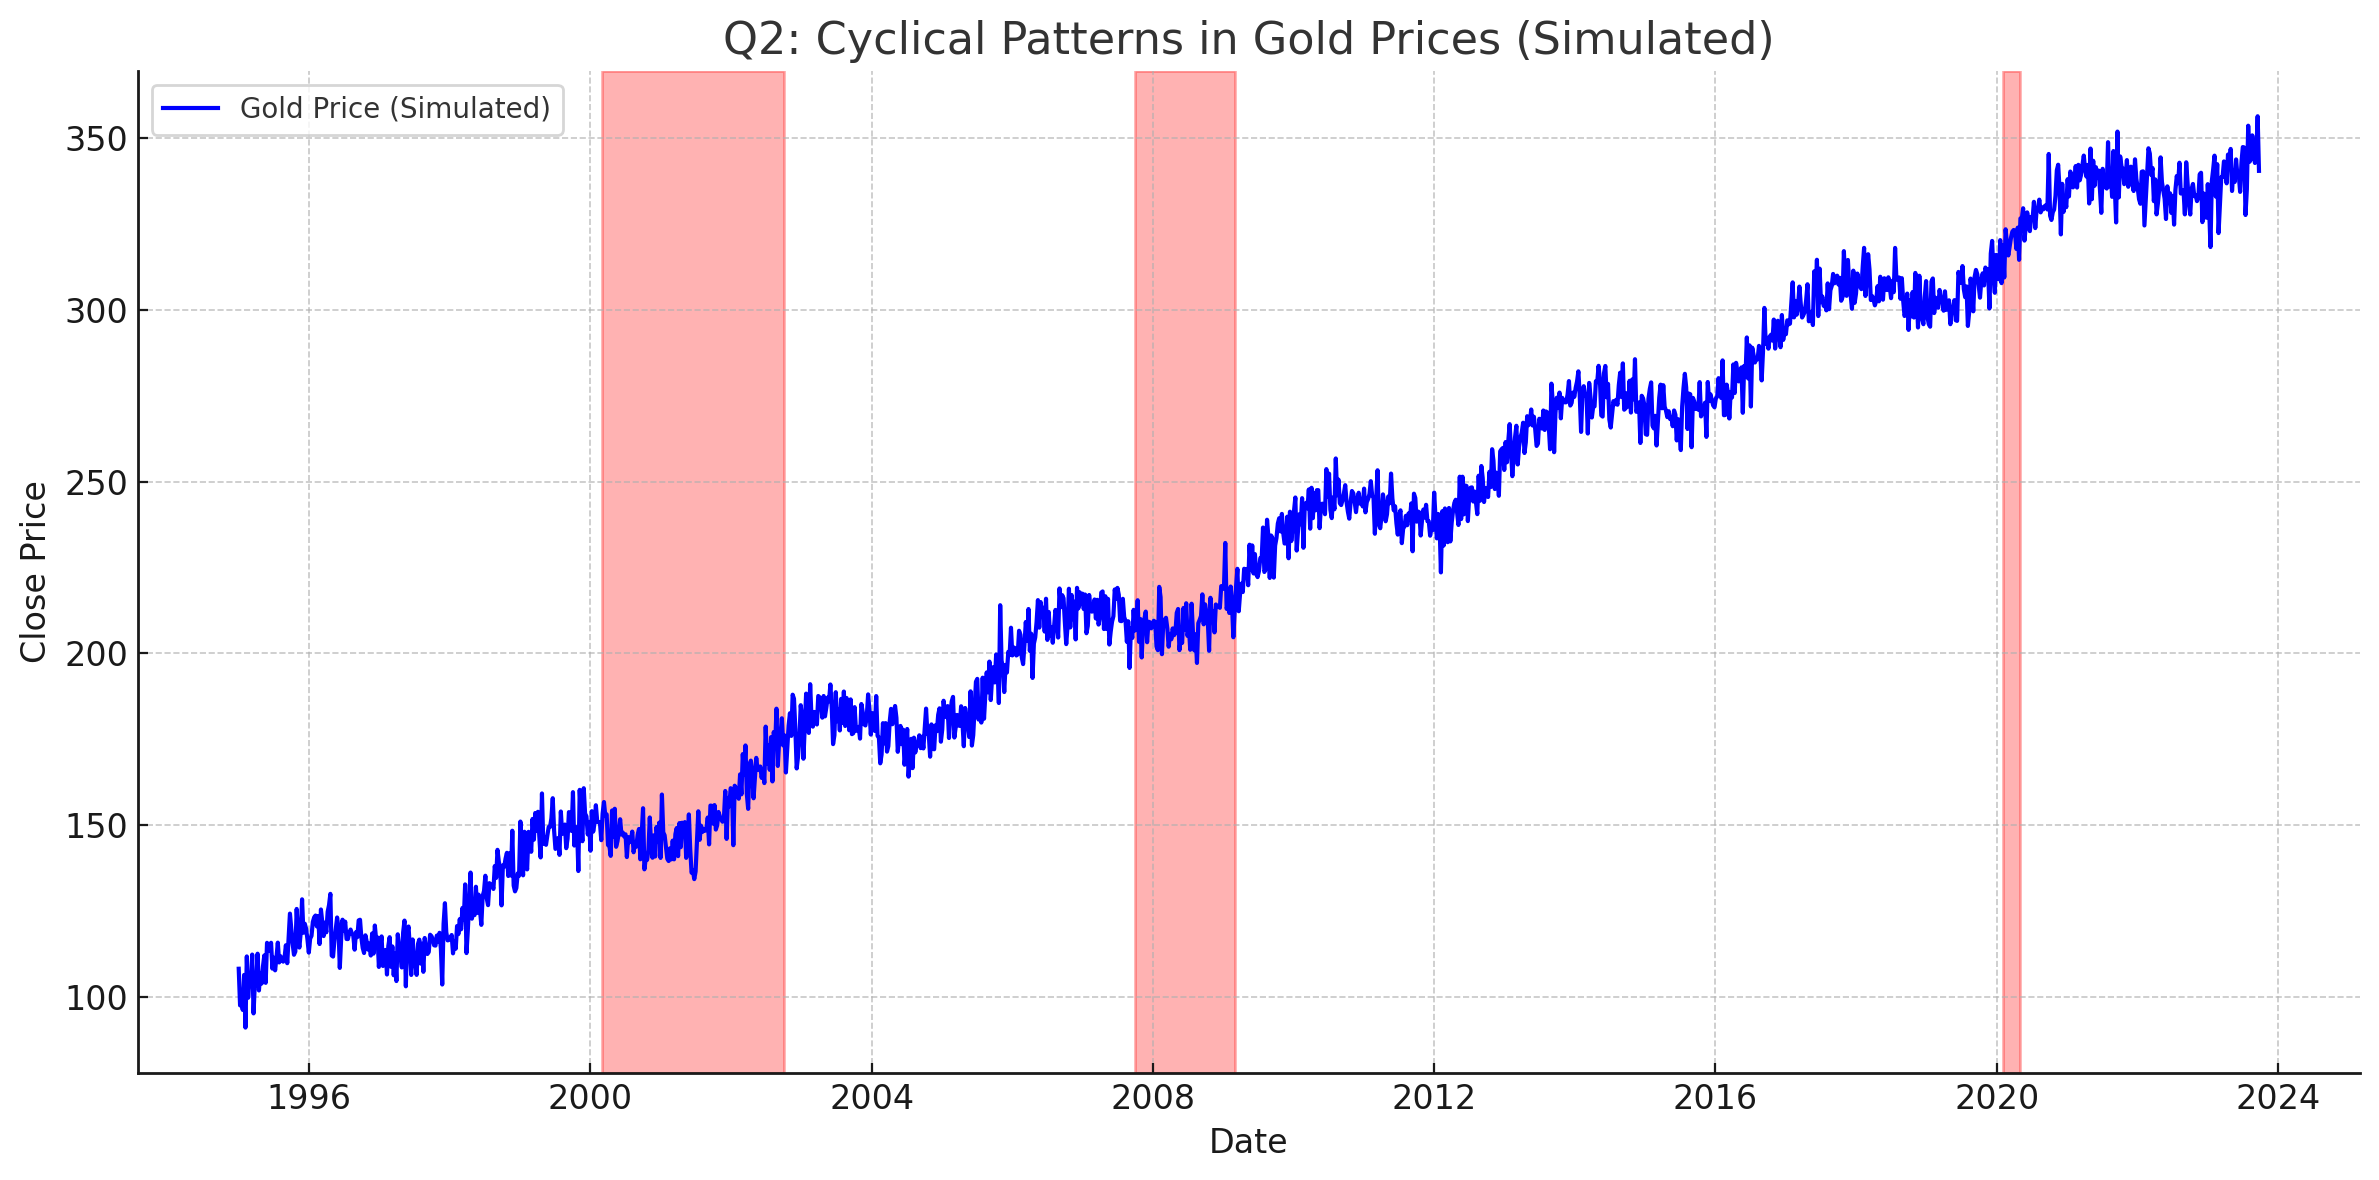 Q2: Cyclical Patterns in Gold Prices (Simulated)
Gold Price (Simulated)
Close Price
350
300
250
200
150
100
1996 2000 2004 2008 2012 2016 2020 2024
Date